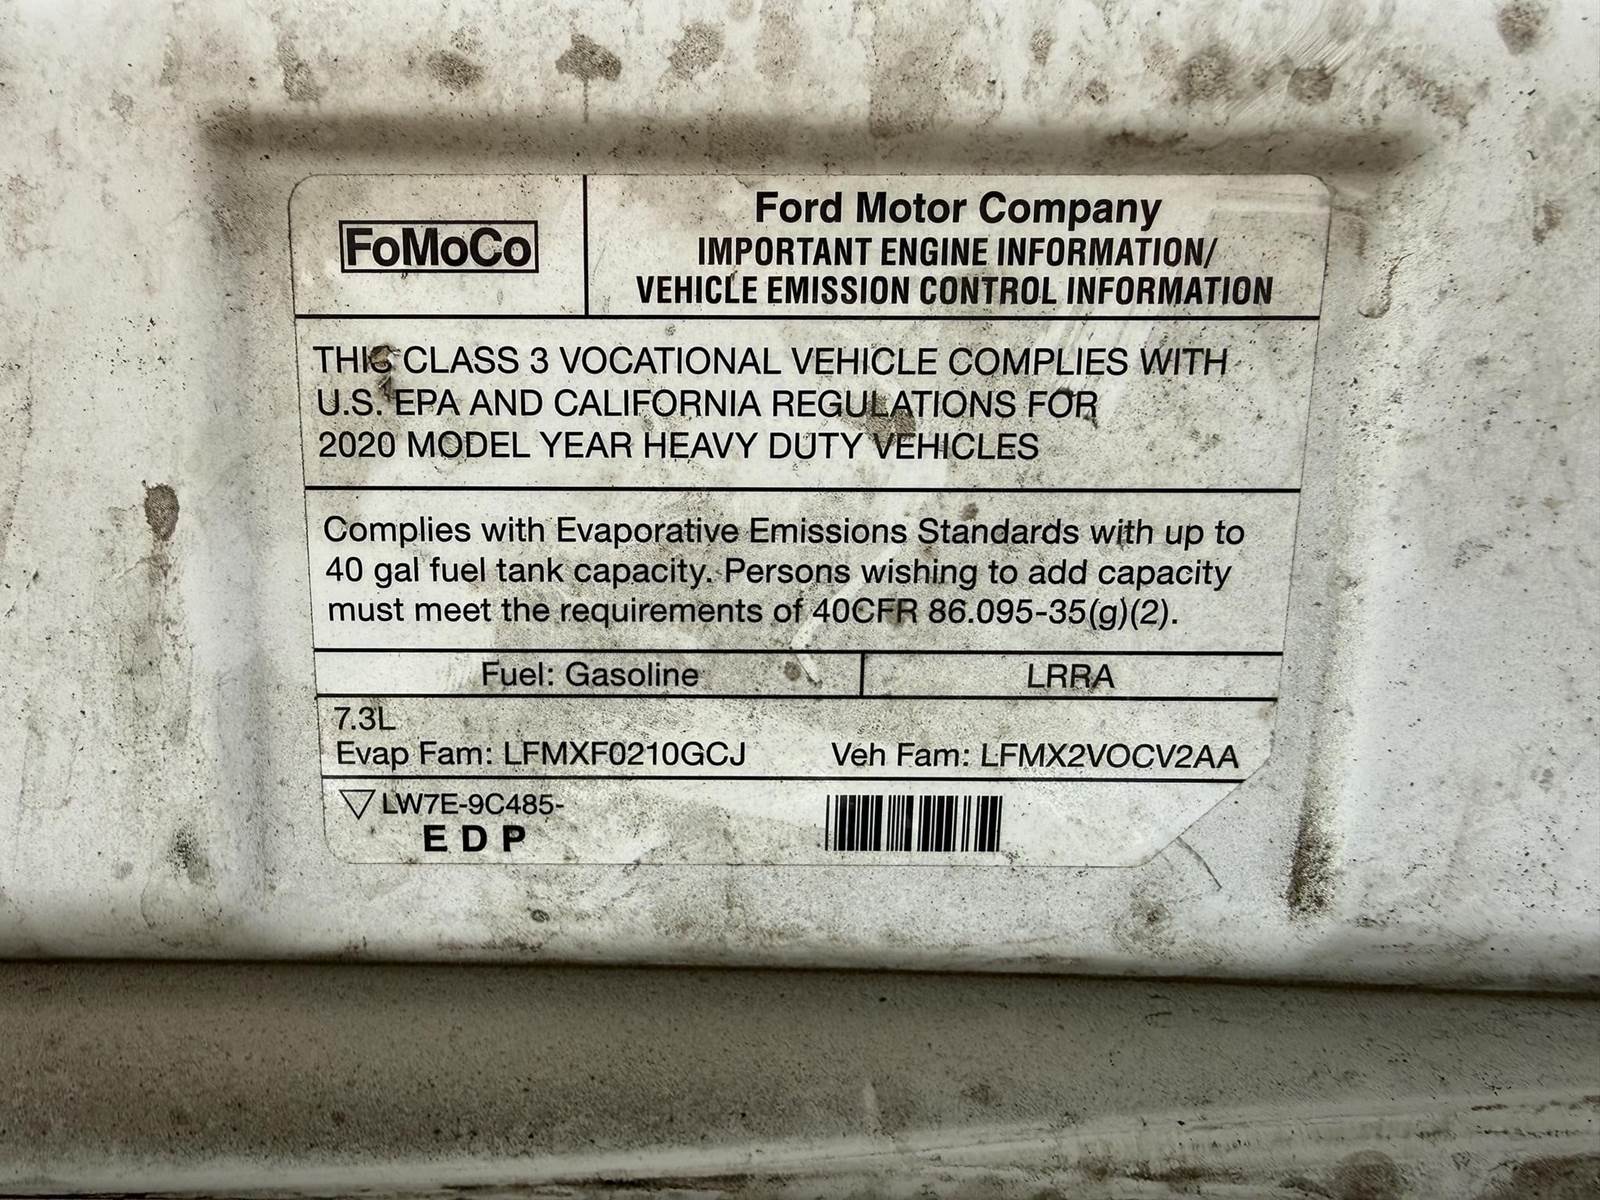 FoMoCo
Ford Motor Company
IMPORTANT ENGINE INFORMATION/
VEHICLE EMISSION CONTROL INFORMATION
THIS CLASS 3 VOCATIONAL VEHICLE COMPLIES WITH
U.S. EPA AND CALIFORNIA REGULATIONS FOR
2020 MODEL YEAR HEAVY DUTY VEHICLES
Complies with Evaporative Emissions Standards with up to
40 gal fuel tank capacity. Persons wishing to add capacity
must meet the requirements of 40CFR 86.095-35(g)(2).
Fuel: Gasoline LRRA
7.3L
Evap Fam: LFMXF0210GCJ Veh Fam: LFMX2VOCV2AA
LW7E-9C485-
E D P